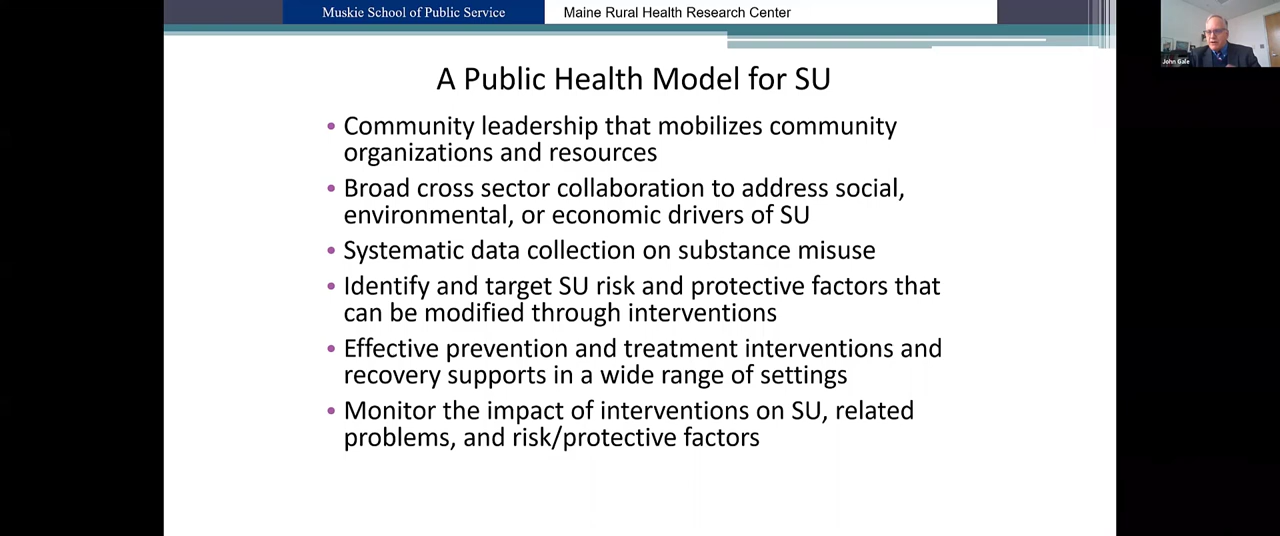 Muskie School of Public Service
Maine Rural Health Research Center
John Gale
A Public Health Model for SU
• Community leadership that mobilizes community
organizations and resources
• Broad cross sector collaboration to address social,
environmental, or economic drivers of SU
• Systematic data collection on substance misuse
• Identify and target SU risk and protective factors that
can be modified through interventions
• Effective prevention and treatment interventions and
recovery supports in a wide range of settings
• Monitor the impact of interventions on SU, related
problems, and risk/protective factors